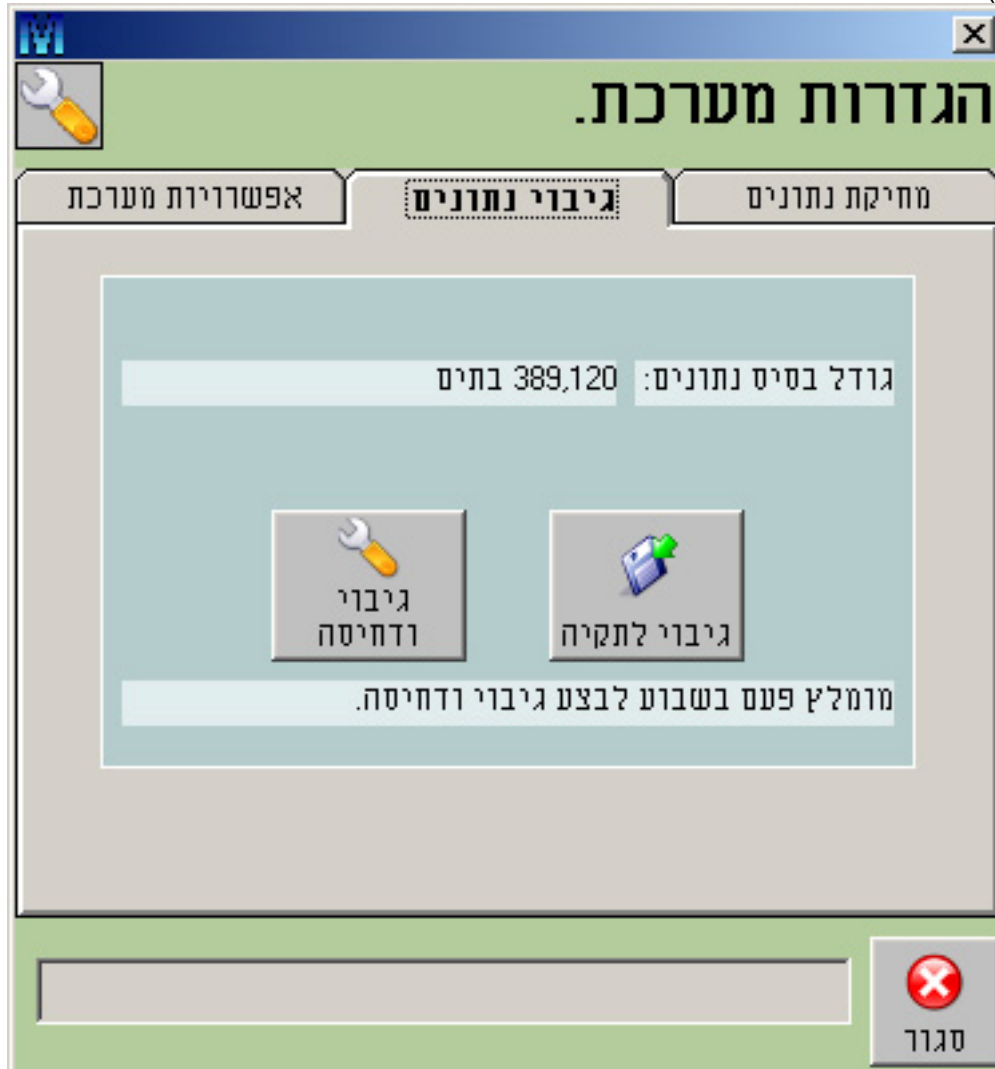 הגדרות מערכת.
מחיקת נתונים
גיבוי נתונים
אפשרויות מערכת
גודל בסיס נתונים: 389,120 בתים
גיבוי לתקיה
גיבוי
ודחיסה
מומלץ פעם בשבוע לבצע גיבוי ודחיסה.
סגור